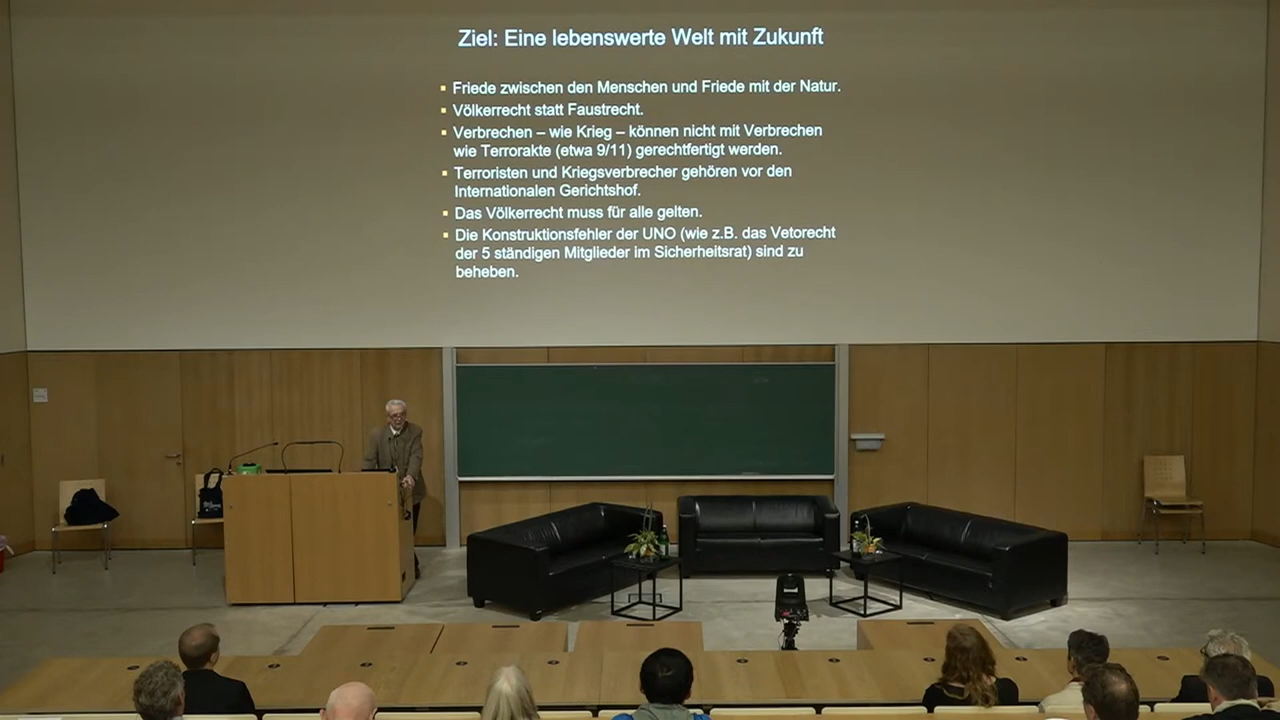 Ziel: Eine lebenswerte Welt mit Zukunft
Friede zwischen den Menschen und Friede mit der Natur.
Völkerrecht statt Faustrecht.
Verbrechen – wie Krieg – können nicht mit Verbrechen
wie Terrorakte (etwa 9/11) gerechtfertigt werden.
Terroristen und Kriegsverbrecher gehören vor den
Internationalen Gerichtshof.
Das Völkerrecht muss für alle gelten.
Die Konstruktionsfehler der UNO (wie z.B. das Vetorecht
der 5 ständigen Mitglieder im Sicherheitsrat) sind zu
beheben.